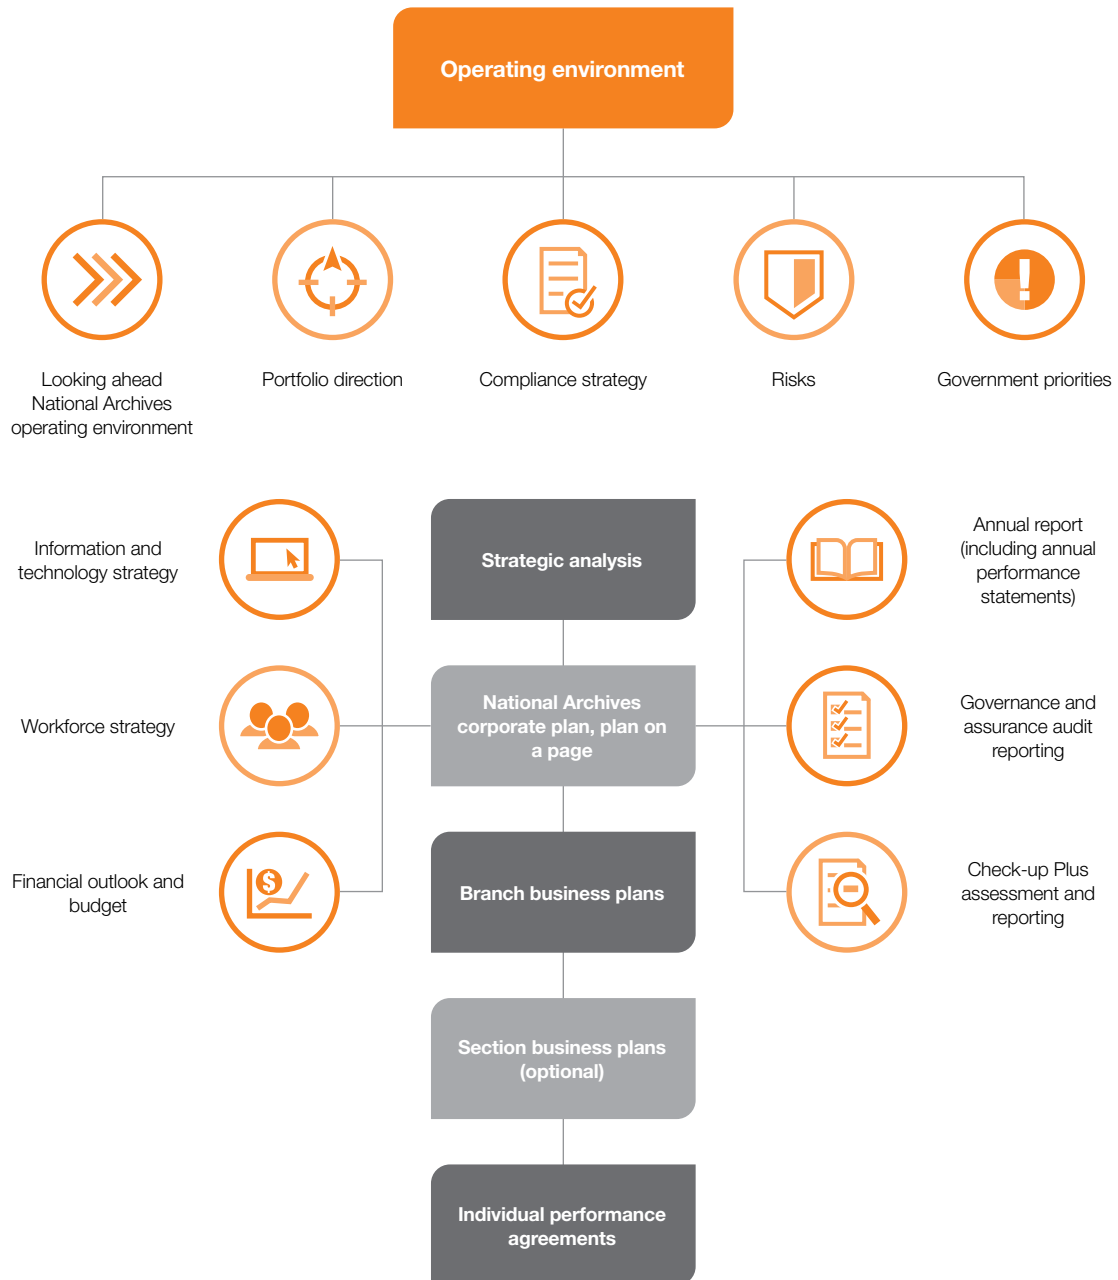 Operating environment
Looking ahead
National Archives
operating environment
Portfolio direction
Compliance strategy
Risks
Government priorities
Information and
technology strategy
Strategic analysis
Annual report
(including annual
performance
statements)
Workforce strategy
National Archives
corporate plan, plan on
a page
Governance and
assurance audit
reporting
Financial outlook and
budget
$
Branch business plans
Check-up Plus
assessment and
reporting
Section business plans
(optional)
Individual performance
agreements